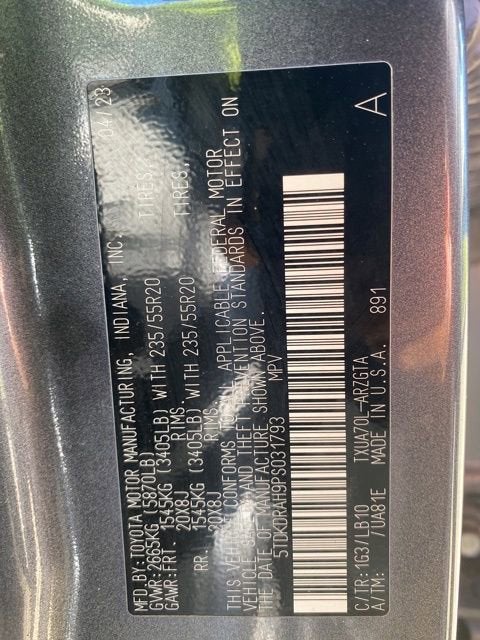 MFD.BY:TOYOTA MOTOR MANUFACTURING, INDIANA, INC. 04/23
GVWR:2665KG (5870LB)
GAWR:FRT. 1545KG (3405LB) WITH 235/55R20 TIRES,
20X8J RIMS
RR. 1545KG (3405LB) WITH 235/55R20 TIRES,
20X8J RIMS
THIS VEHICLE CONFORMS TO ALL APPLICABLE FEDERAL MOTOR
VEHICLE SAFETY AND THEFT PREVENTION STANDARDS IN EFFECT ON
THE DATE OF MANUFACTURE SHOWN ABOVE.
5TDKDRAH9PS031793 MPV
C/TR:1G3/LB10 TXUA70L-ARZGTA A
A/TM: /UA81E MADE IN U.S.A. 891